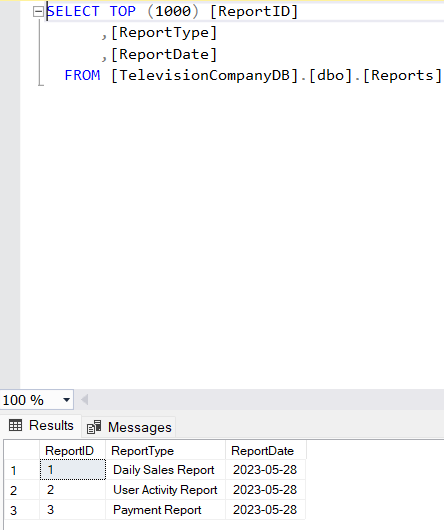 SELECT TOP (1000) [ReportID]
,[ReportType]
,[ReportDate]
FROM [TelevisionCompanyDB].[dbo].[Reports]
100 %
Results Messages
ReportID ReportType ReportDate
1 1 Daily Sales Report 2023-05-28
2 2 User Activity Report 2023-05-28
3 3 Payment Report 2023-05-28